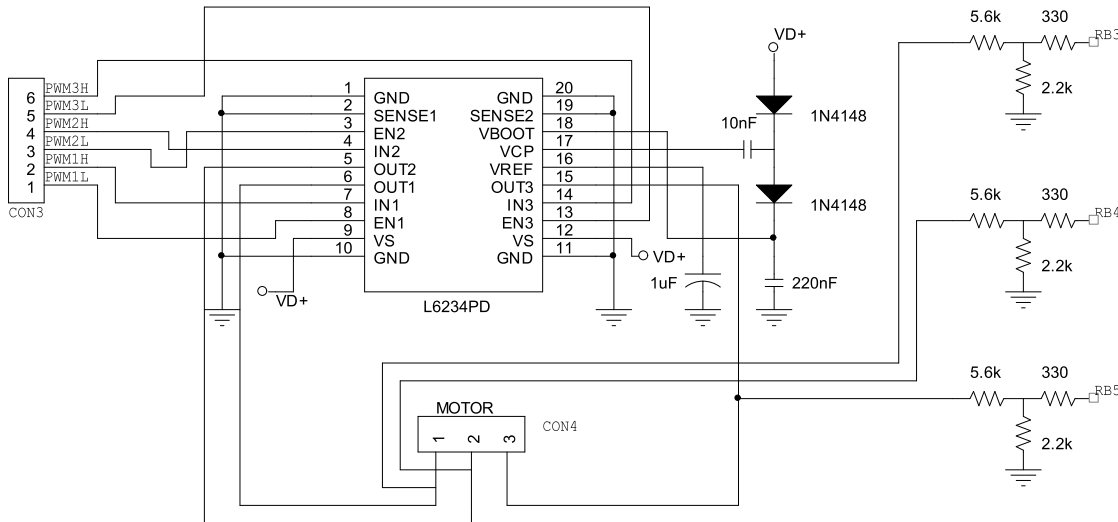 5.6k 330
RB3
2.2k
VD+
1N4148
10nF
1N4148
220nF
1uF
PWM3H
PWM3L
PWM2H
PWM2L
PWM1H
PWM1L
6
5
4
3
2
1
CON3
1 GND
2 SENSE1
3 EN2
4 IN2
5 OUT2
6 OUT1
7 IN1
8 EN1
9 VS
10 GND
GND 20
SENSE2 19
VBOOT 18
VCP 17
VREF 16
OUT3 15
IN3 14
EN3 13
VS 12
GND 11
VD+
VD+
L6234PD
5.6k 330
RB4
2.2k
5.6k 330
RB5
2.2k
MOTOR
1 2 3
CON4